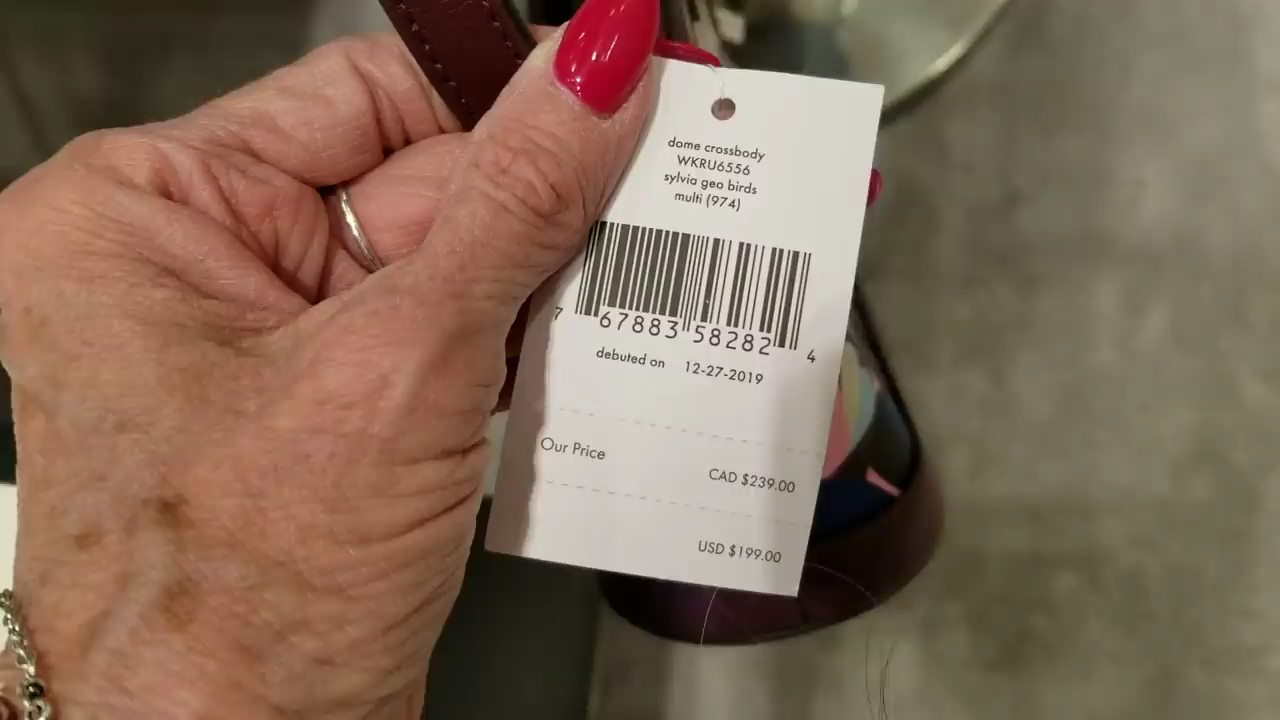 dome crossbody
WKRU6556
sylvia geo birds
multi (974)
7 67883 58282 4
debuted on 12-27-2019
Our Price
CAD $239.00
USD $199.00